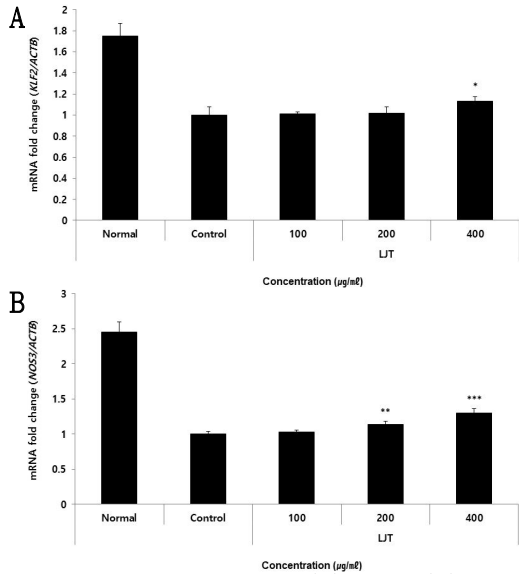 A
mRNA fold change (KLF2/ACTB)
2
1.8
1.6
1.4
1.2
1
0.8
0.6
0.4
0.2
0
*
Normal Control 100 200 400
LJT
Concentration (㎍/㎖)
B
mRNA fold change (NOS3/ACTB)
3
2.5
2
1.5
1
0.5
0
** ***
Normal Control 100 200 400
LJT
Concentration (㎍/㎖)